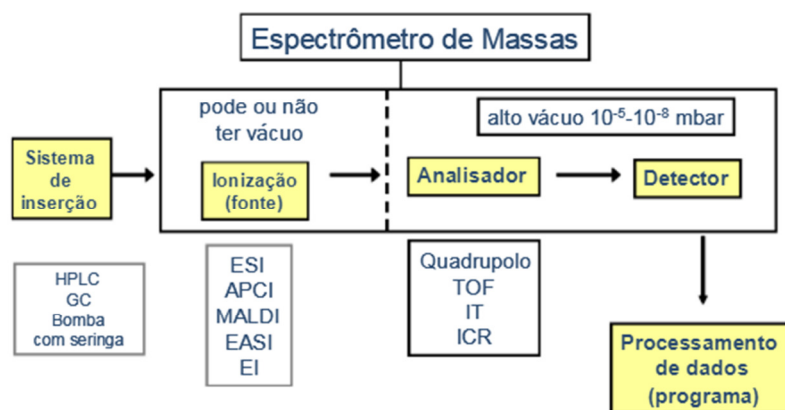 Espectrômetro de Massas
pode ou não
ter vácuo
alto vácuo 10⁻⁵-10⁻⁸ mbar
Sistema
de
inserção
Ionização
(fonte)
Analisador
Detector
HPLC
GC
Bomba
com seringa
ESI
APCI
MALDI
EASI
EI
Quadrupolo
TOF
IT
ICR
Processamento
de dados
(programa)